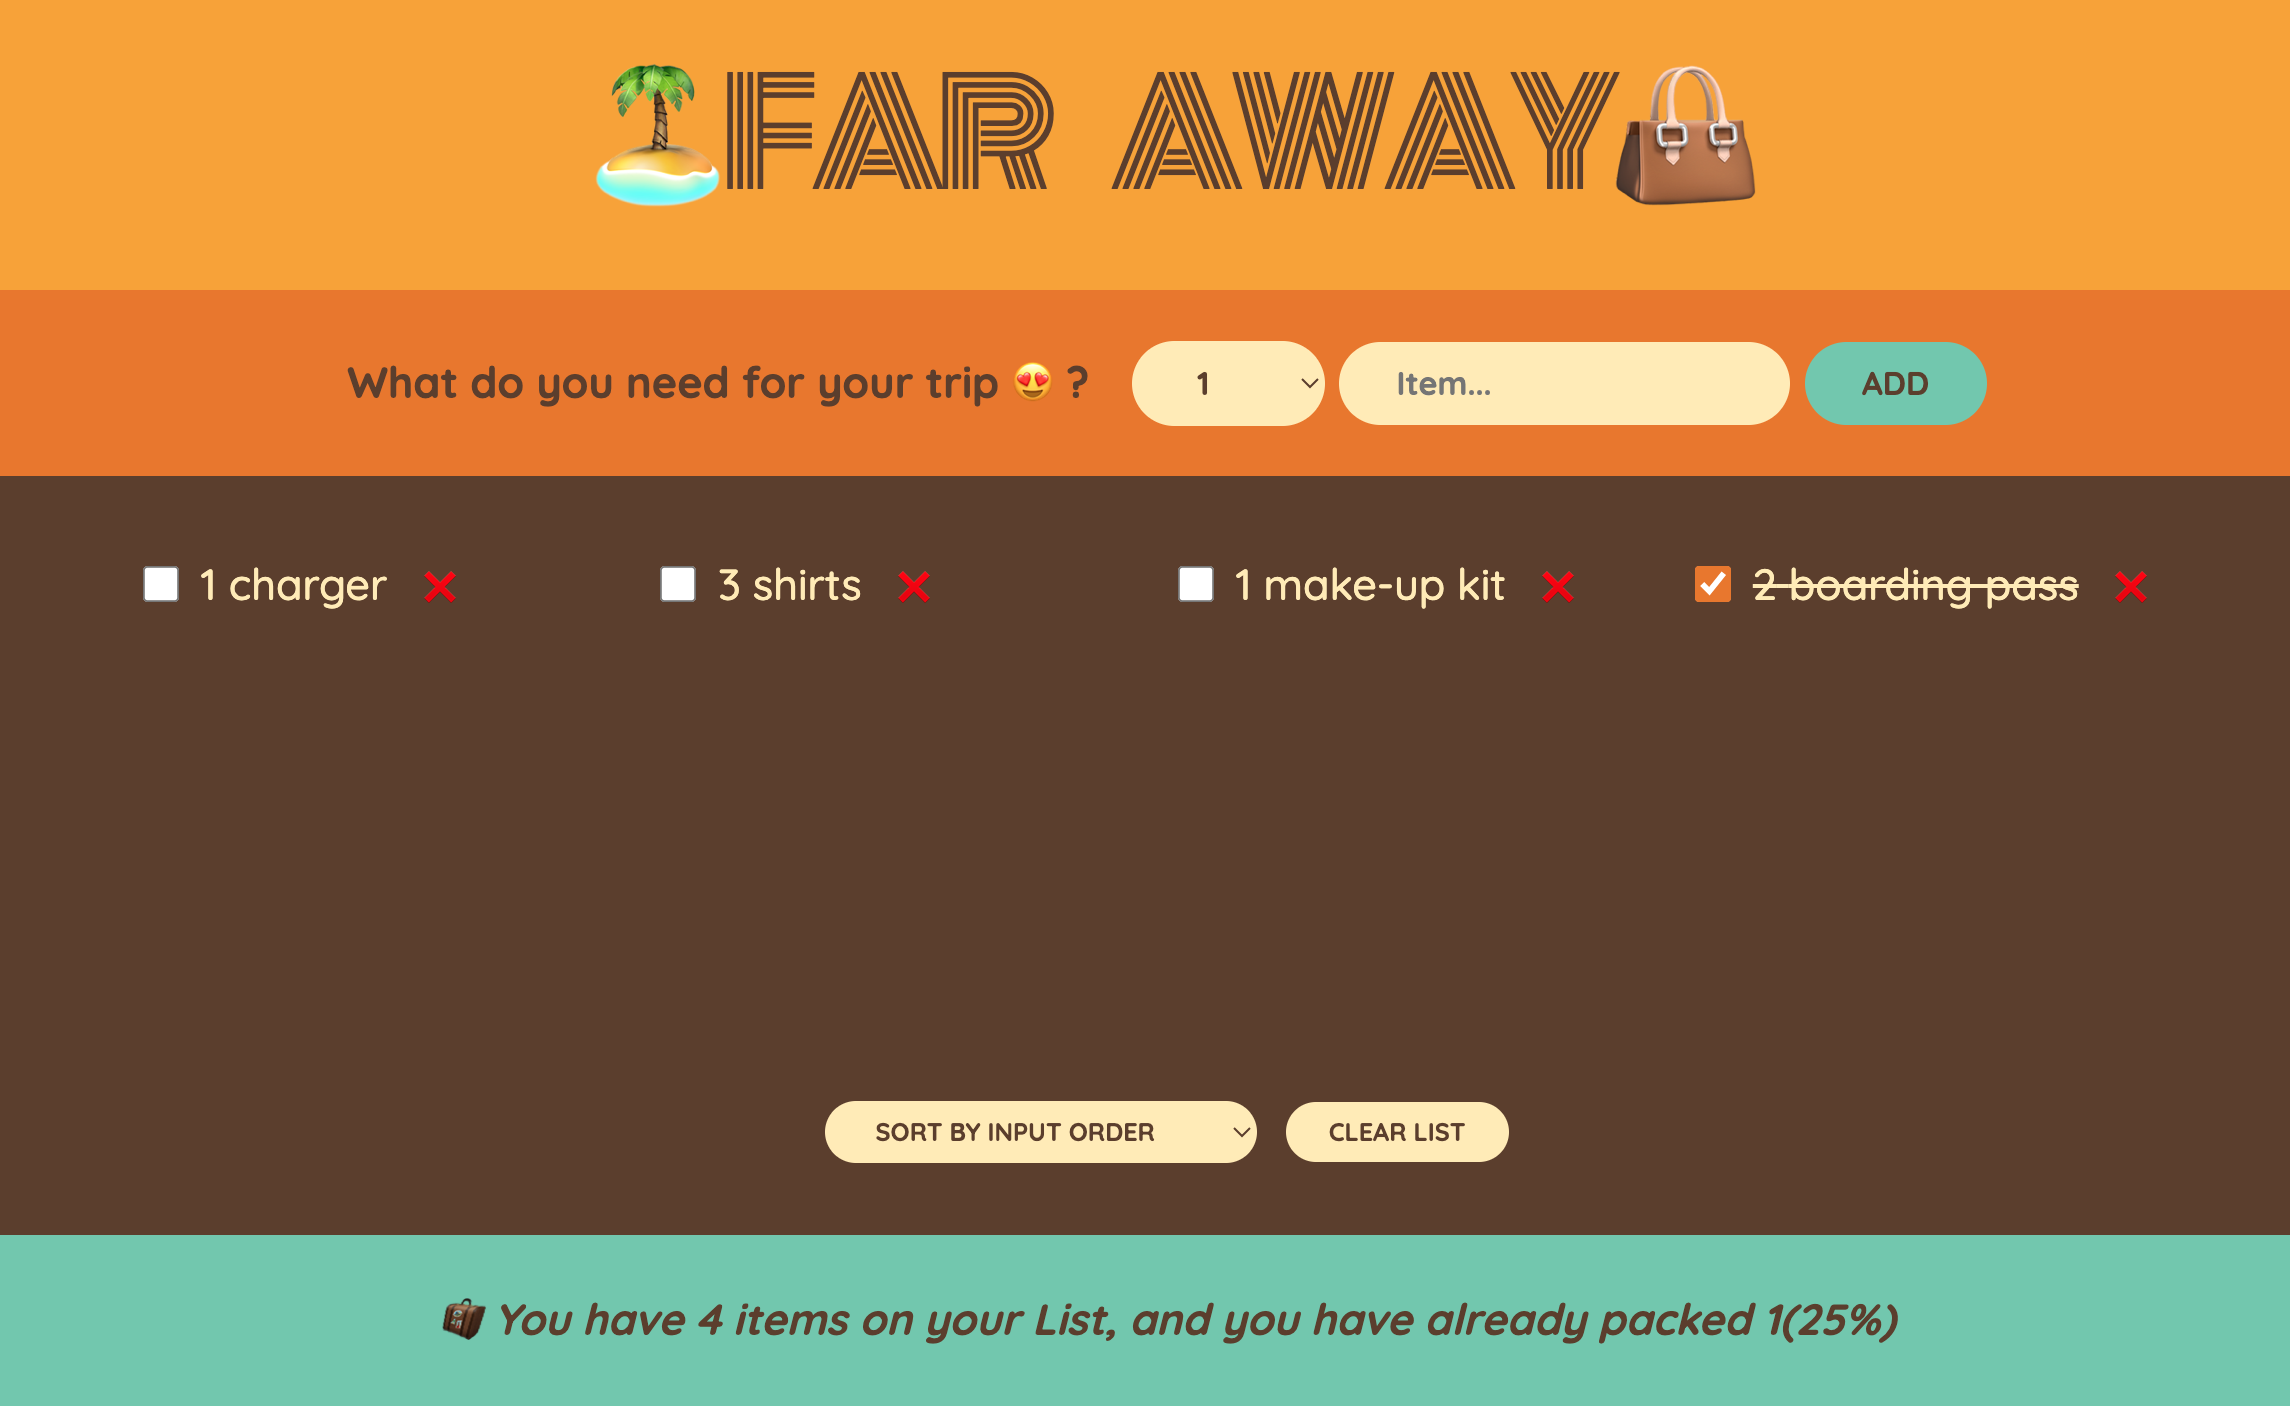 🏝️FAR AWAY👜
What do you need for your trip 😍 ?
1
Item...
ADD
1 charger ❌
3 shirts ❌
1 make-up kit ❌
2 boarding pass ❌
SORT BY INPUT ORDER
CLEAR LIST
🧳 You have 4 items on your List, and you have already packed 1(25%)